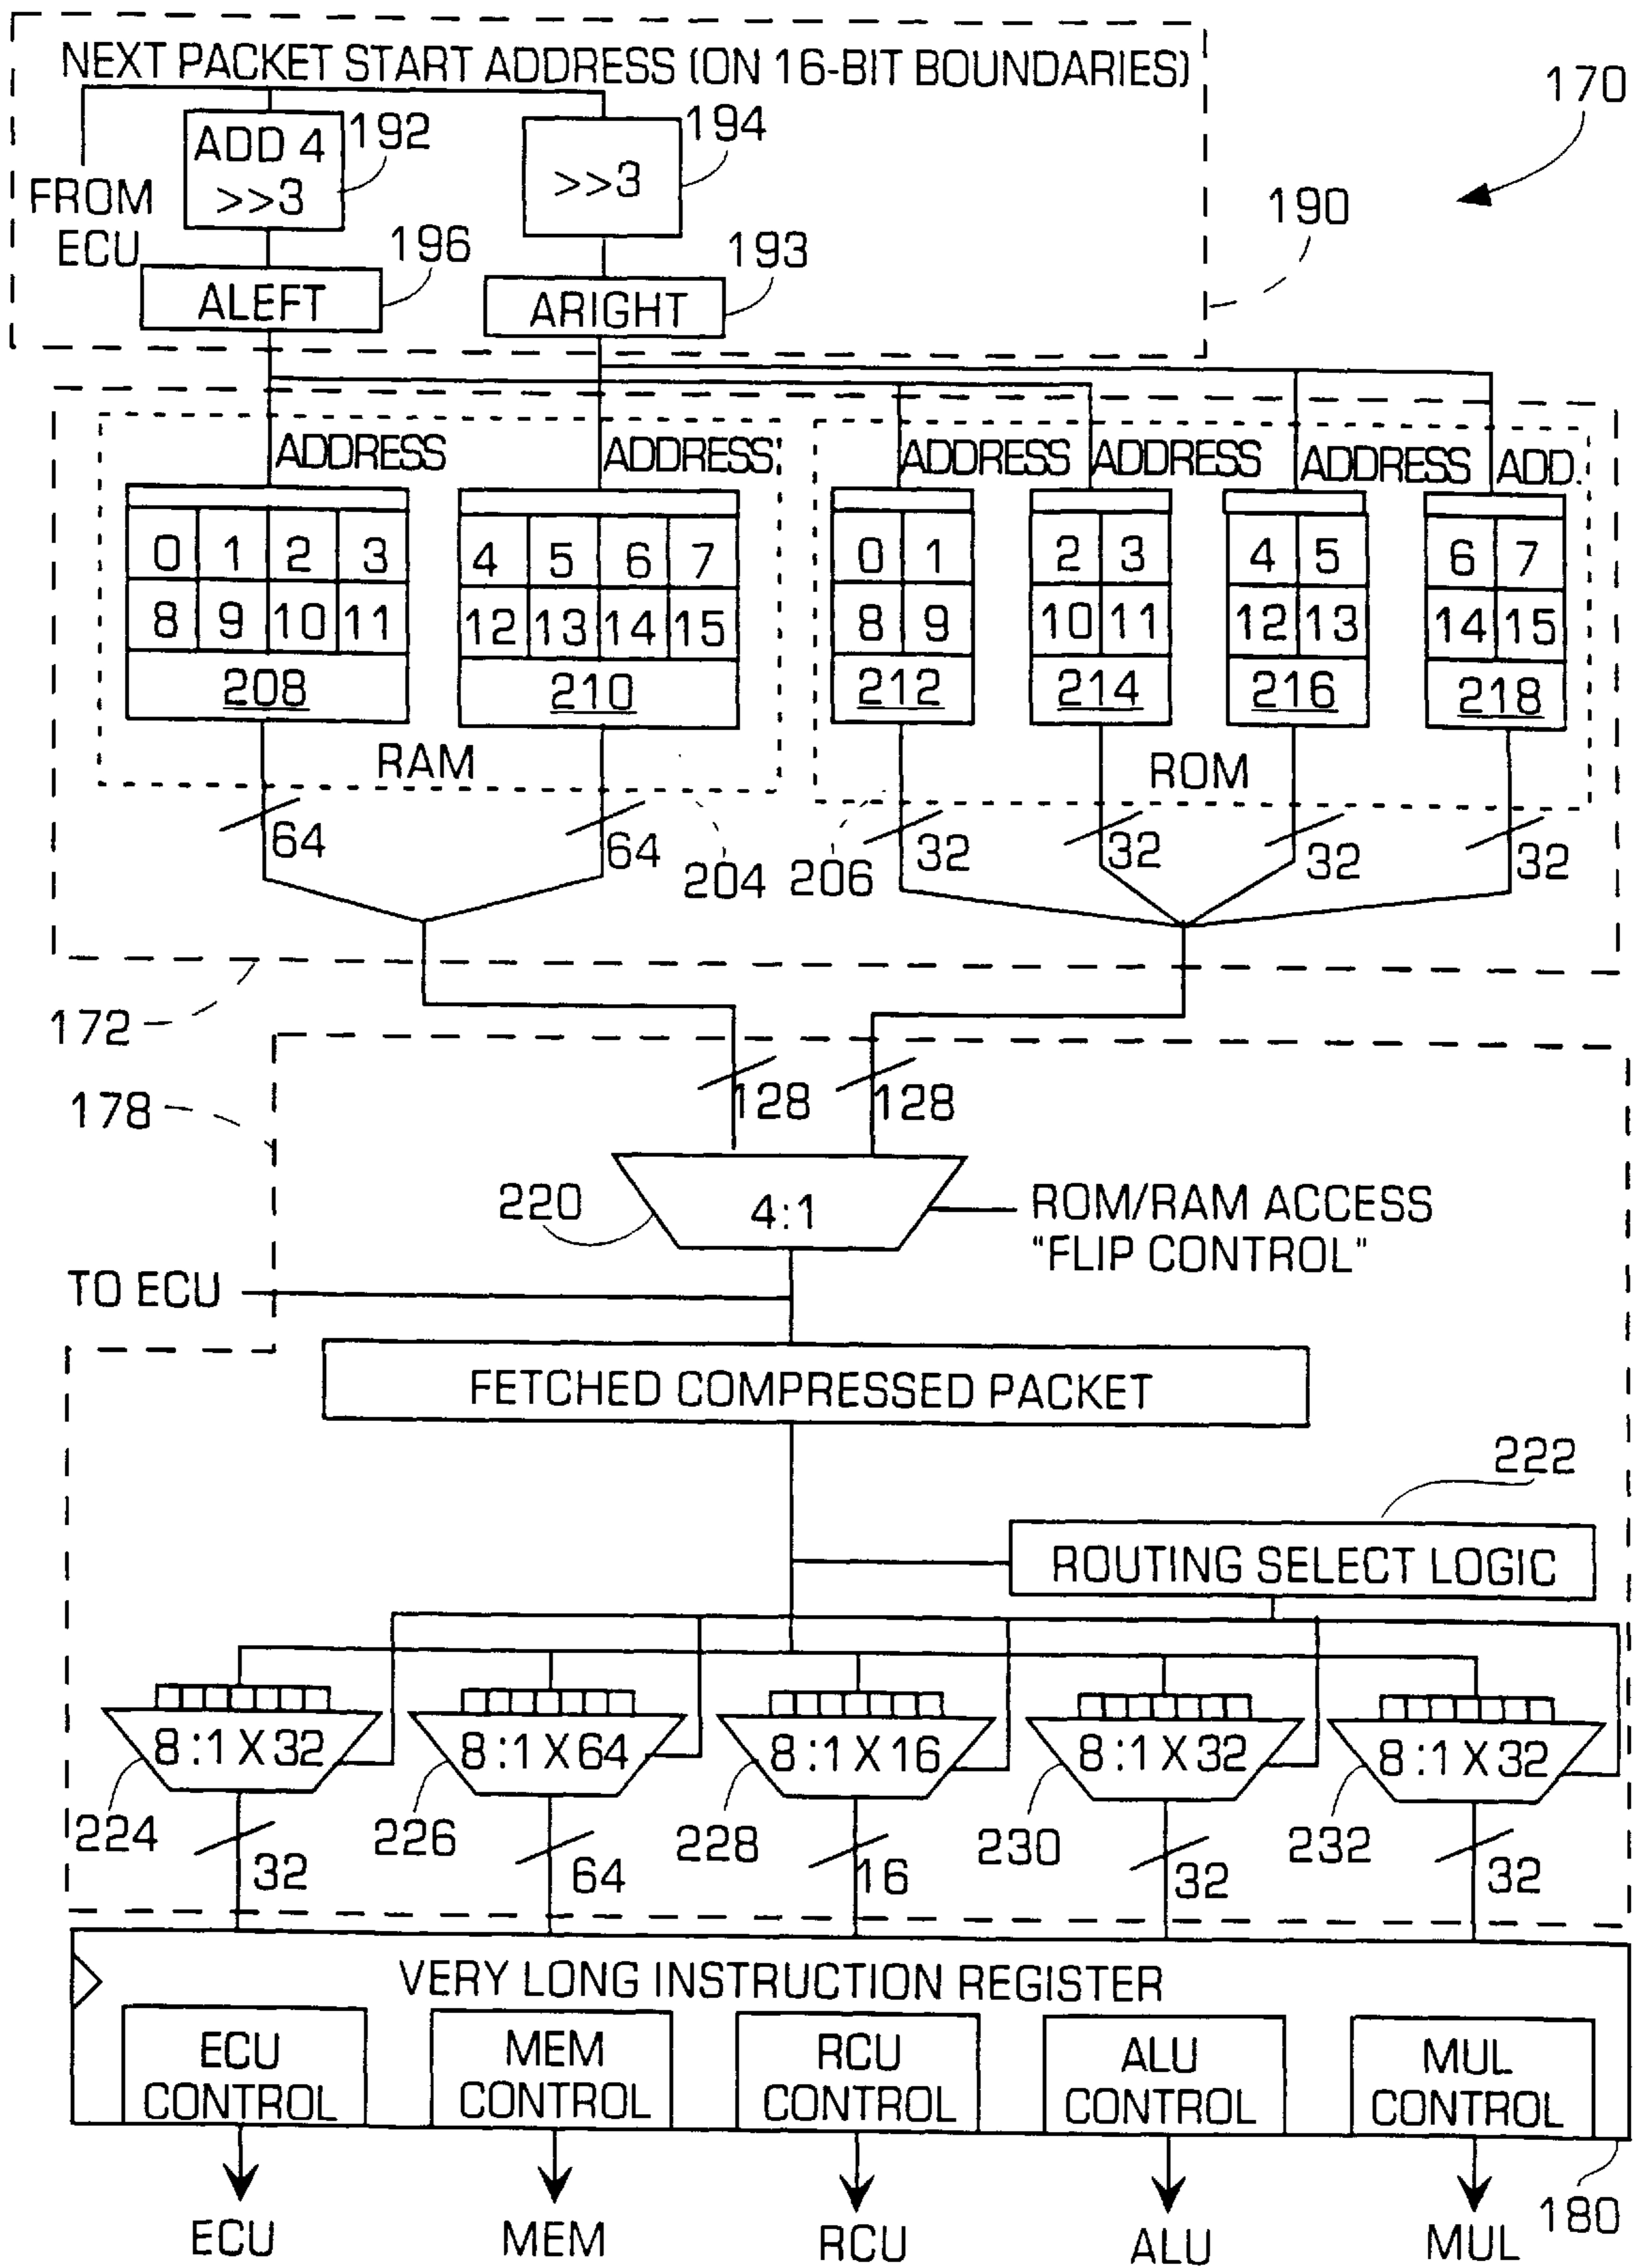 NEXT PACKET START ADDRESS (ON 16-BIT BOUNDARIES)
170
ADD 4
>>3
192
>>3
194
FROM
ECU
190
196
193
ALEFT
ARIGHT
ADDRESS
ADDRESS
ADDRESS
ADDRESS
ADDRESS
ADD.
0 1 2 3
4 5 6 7
0 1
2 3
4 5
6 7
8 9 10 11
12 13 14 15
8 9
10 11
12 13
14 15
208
210
212
214
216
218
RAM
ROM
64
64
32
32
32
32
204
206
172
178
128
128
220
4:1
ROM/RAM ACCESS
"FLIP CONTROL"
TO ECU
FETCHED COMPRESSED PACKET
222
ROUTING SELECT LOGIC
8:1 X 32
8:1 X 64
8:1 X 16
8:1 X 32
8:1 X 32
224
226
228
230
232
32
64
16
32
32
VERY LONG INSTRUCTION REGISTER
ECU
CONTROL
MEM
CONTROL
RCU
CONTROL
ALU
CONTROL
MUL
CONTROL
180
ECU
MEM
RCU
ALU
MUL